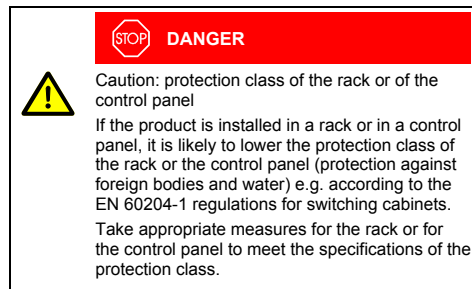 STOP DANGER
Caution: protection class of the rack or of the
control panel
If the product is installed in a rack or in a control
panel, it is likely to lower the protection class of
the rack or the control panel (protection against
foreign bodies and water) e.g. according to the
EN 60204-1 regulations for switching cabinets.
Take appropriate measures for the rack or for
the control panel to meet the specifications of the
protection class.